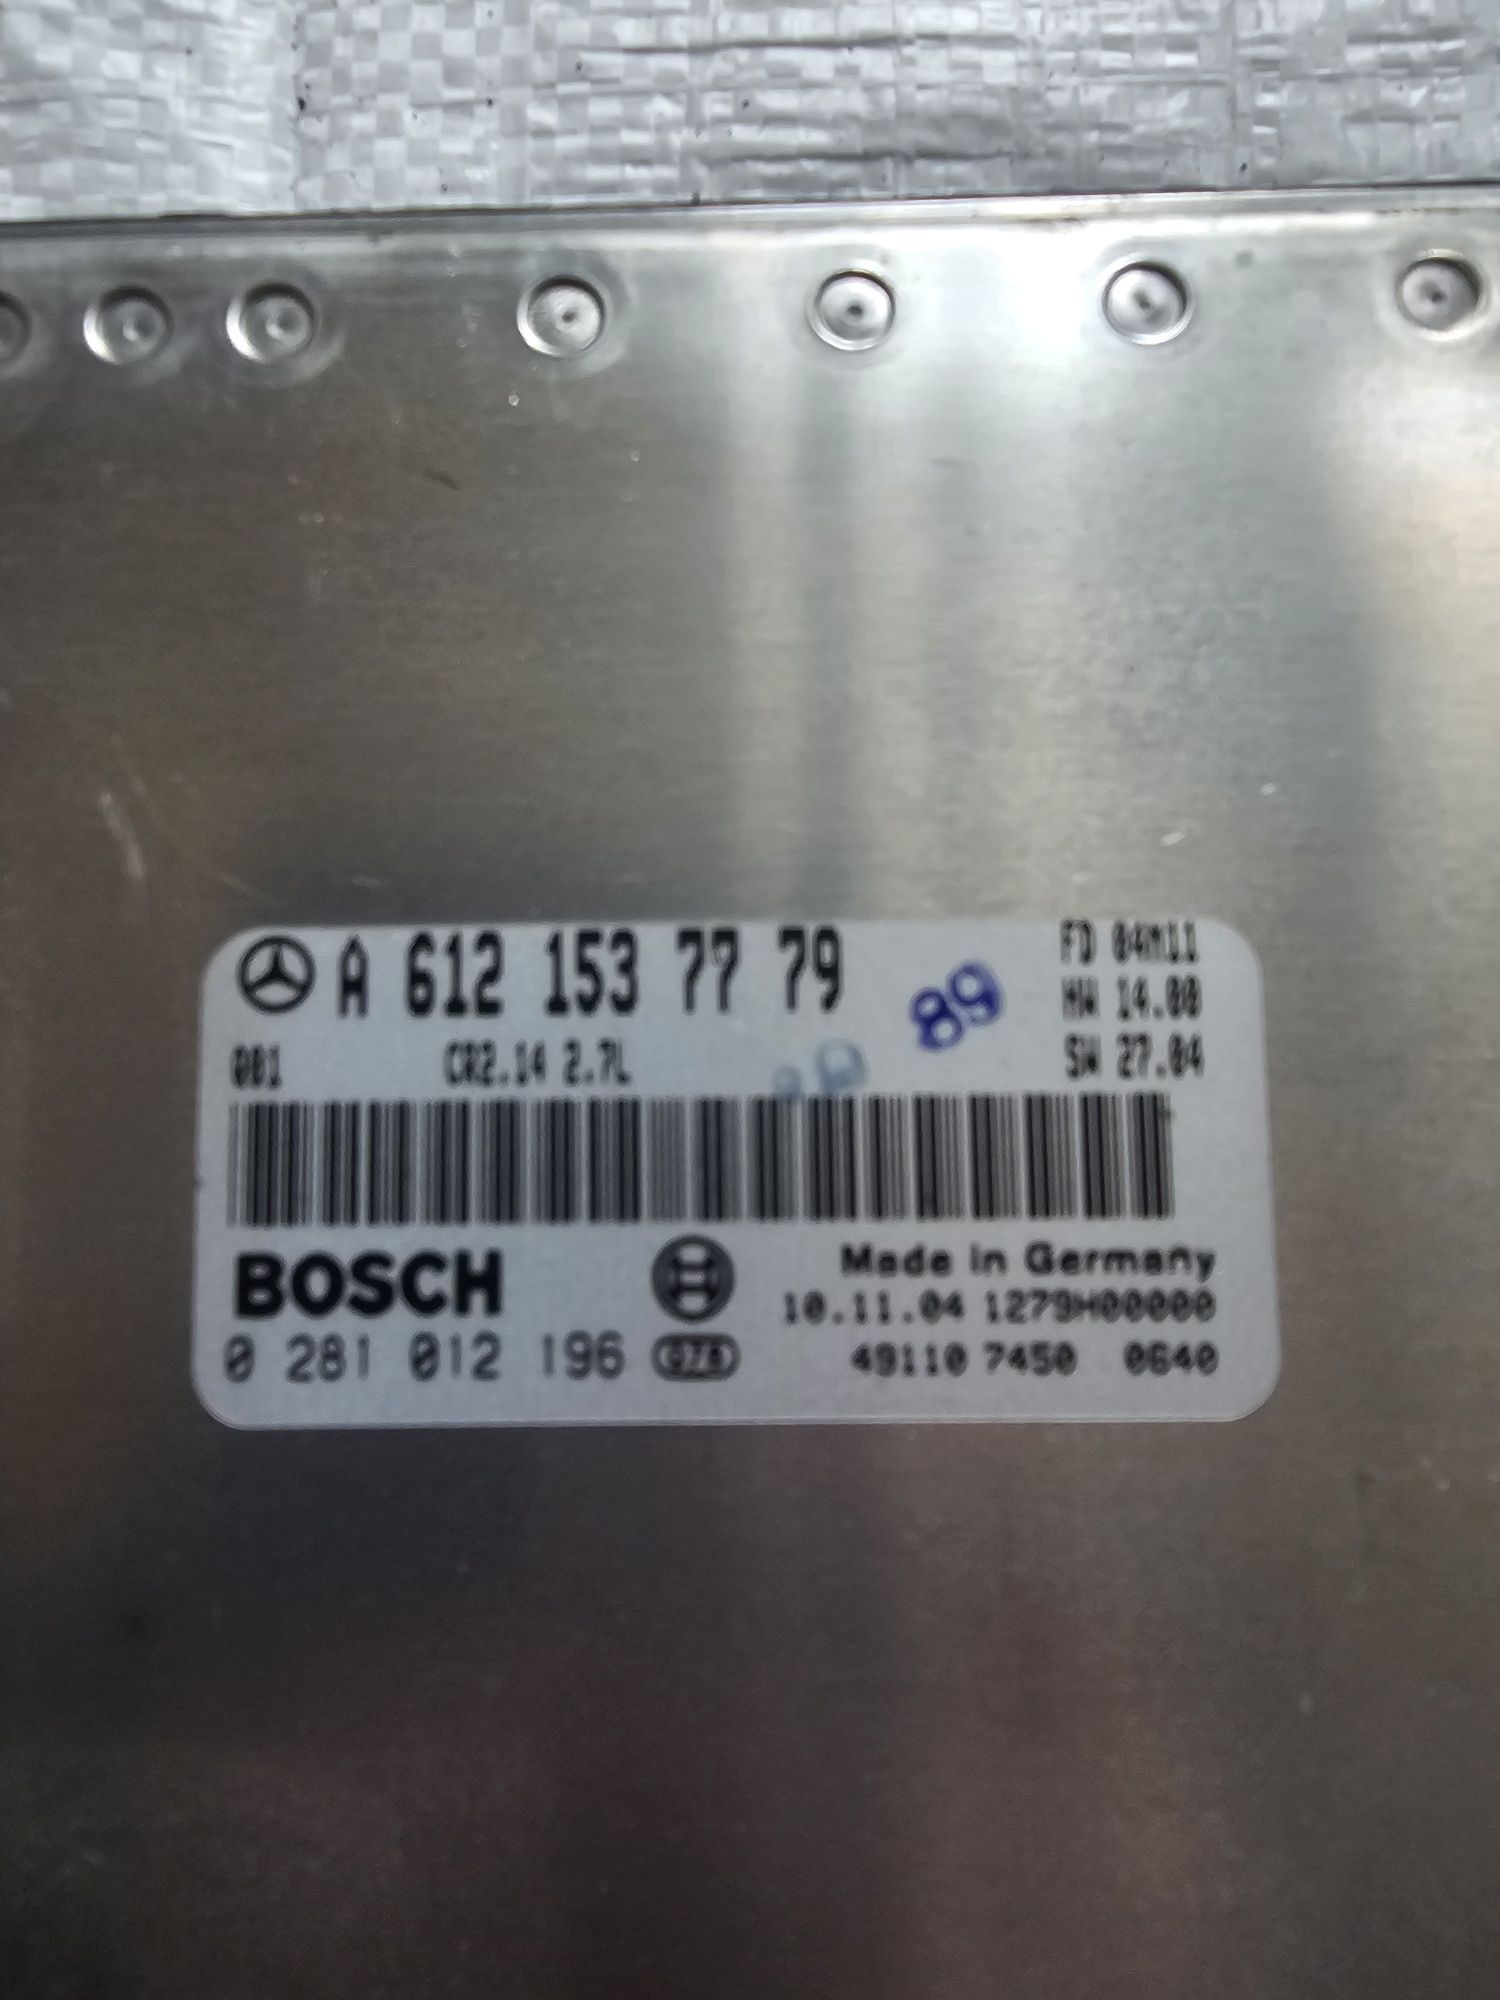 A 612 153 77 79
FD 04M11
HW 14.00
89
001 CR2.14 2.7L
SW 27.04
BOSCH
Made in Germany
10.11.04 1279H00000
0 281 012 196
49110 7450 0640